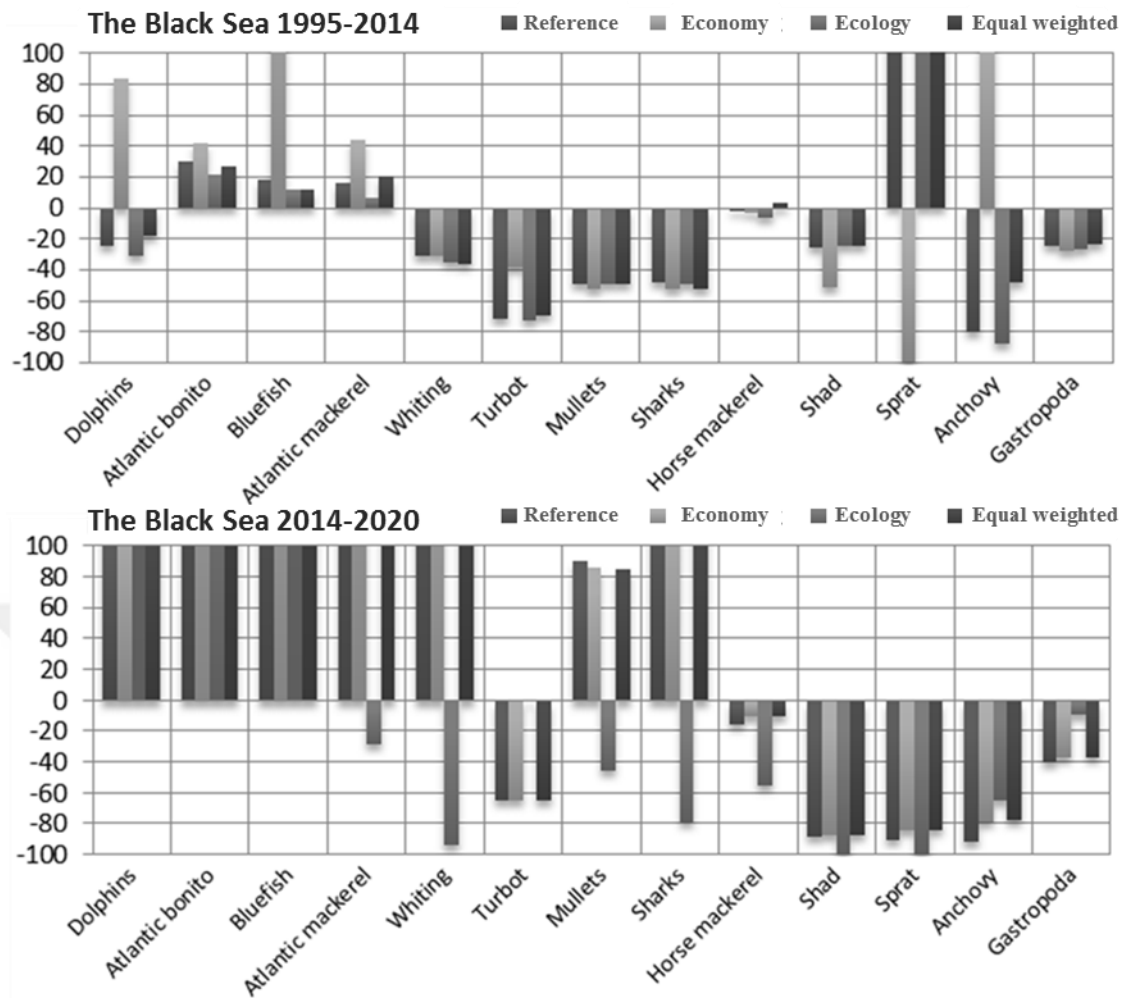 The Black Sea 1995-2014
Reference Economy Ecology Equal weighted
100
80
60
40
20
0
-20
-40
-60
-80
-100
Dolphins
Atlantic bonito
Bluefish
Atlantic mackerel
Whiting
Turbot
Mullets
Sharks
Horse mackerel
Shad
Sprat
Anchovy
Gastropoda
The Black Sea 2014-2020
Reference Economy Ecology Equal weighted
100
80
60
40
20
0
-20
-40
-60
-80
-100
Dolphins
Atlantic bonito
Bluefish
Atlantic mackerel
Whiting
Turbot
Mullets
Sharks
Horse mackerel
Shad
Sprat
Anchovy
Gastropoda